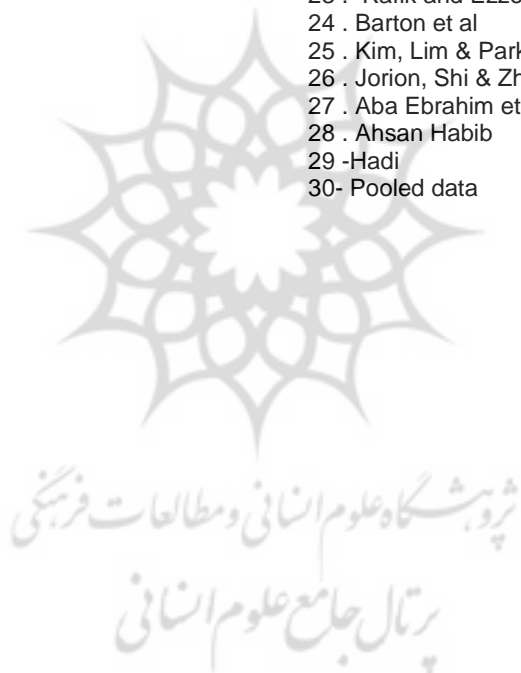 24 . Barton et al
25 . Kim, Lim & Park
26 . Jorion, Shi & Zh
27 . Aba Ebrahim et
28 . Ahsan Habib
29 -Hadi
30- Pooled data
پژوهشگاه علوم انسانی و مطالعات فرهنگی
پرتال جامع علوم انسانی